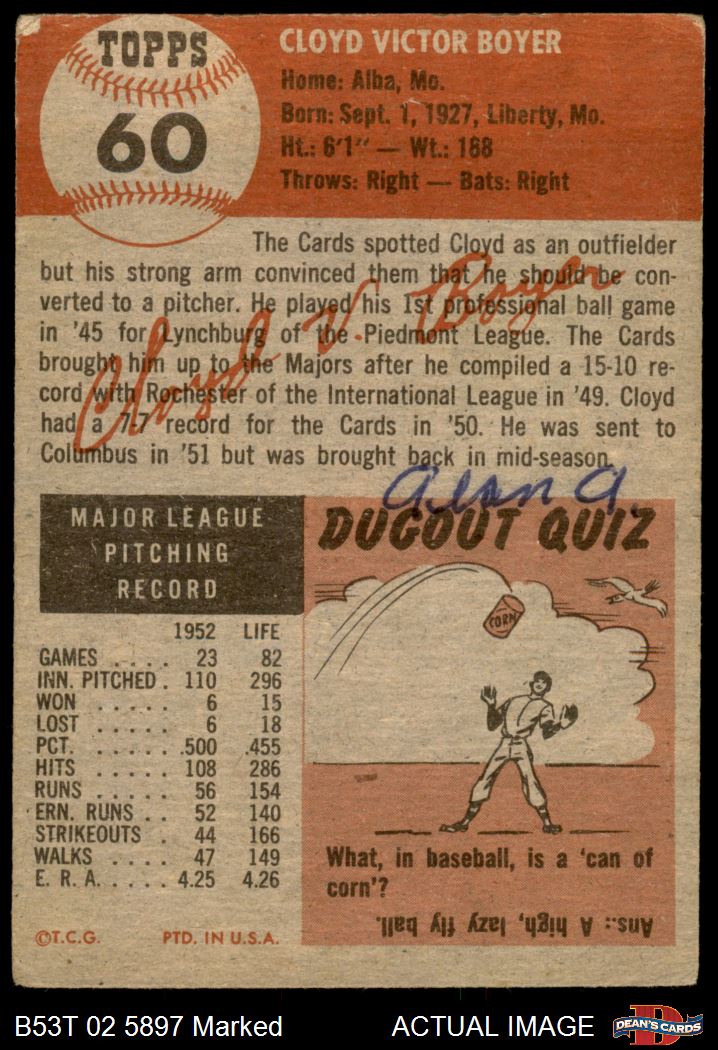 TOPPS
60
CLOYD VICTOR BOYER
Home: Alba, Mo.
Born: Sept. 1, 1927, Liberty, Mo.
Ht.: 6'1" — Wt.: 188
Throws: Right — Bats: Right
The Cards spotted Cloyd as an outfielder
but his strong arm convinced them that he should be con-
verted to a pitcher. He played his 1st professional ball game
in '45 for Lynchburg of the Piedmont League. The Cards
brought him up to the Majors after he compiled a 15-10 re-
cord with Rochester of the International League in '49. Cloyd
had a 7-7 record for the Cards in '50. He was sent to
Columbus in '51 but was brought back in mid-season.
Cloyd V. Boyer
MAJOR LEAGUE
PITCHING
RECORD
1952 LIFE
GAMES .... 23 82
INN. PITCHED . 110 296
WON ..... 6 15
LOST ..... 6 18
PCT. ..... .500 .455
HITS ..... 108 286
RUNS ..... 56 154
ERN. RUNS .. 52 140
STRIKEOUTS . 44 166
WALKS .... 47 149
E. R. A. .... 4.25 4.26
©T.C.G. PTD. IN U.S.A.
DUGOUT QUIZ
CORN
What, in baseball, is a 'can of
corn'?
Ans.: A high, lazy fly ball.
B53T 02 5897 Marked ACTUAL IMAGE
DEAN'S CARDS